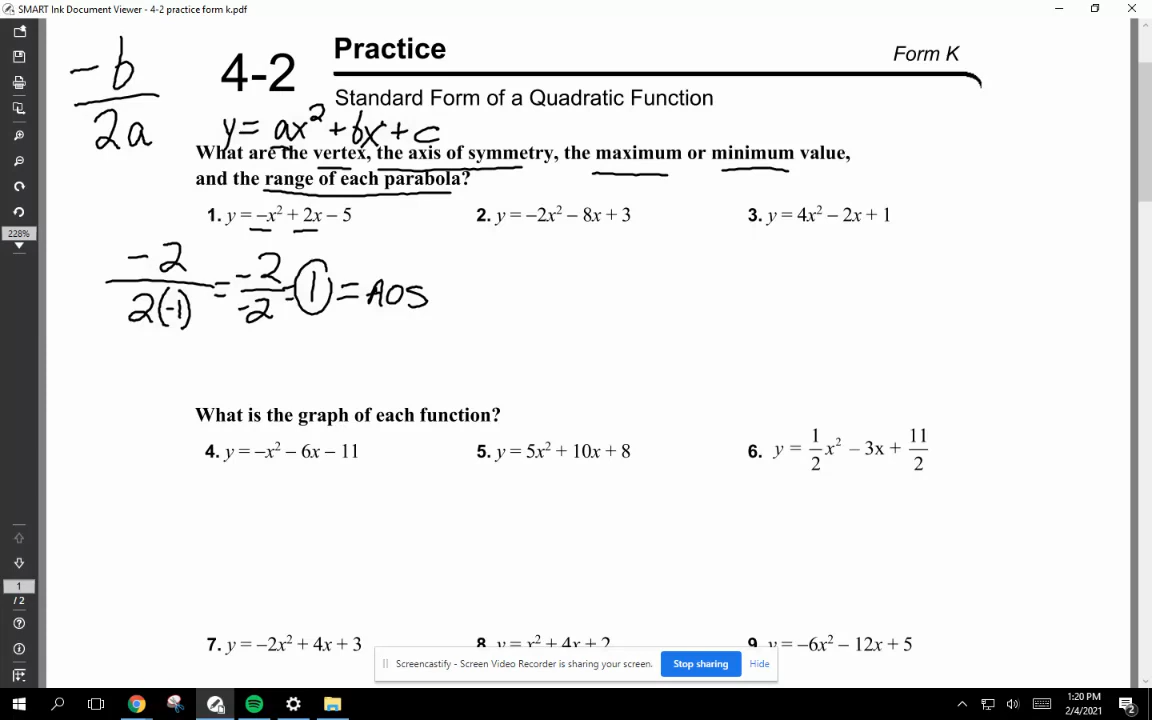 SMART Ink Document Viewer - 4-2 practice form k.pdf
-b
2a
4-2
Practice
Form K
Standard Form of a Quadratic Function
y = ax² + bx + c
What are the vertex, the axis of symmetry, the maximum or minimum value,
and the range of each parabola?
1. y = –x² + 2x – 5
2. y = –2x² – 8x + 3
3. y = 4x² – 2x + 1
-2
2(-1)
=
-2
-2
= 1 = AOS
What is the graph of each function?
4. y = –x² – 6x – 11
5. y = 5x² + 10x + 8
6. y = 1/2 x² – 3x + 11/2
7. y = –2x² + 4x + 3
8. y = x² + 4x + 2
9. y = –6x² – 12x + 5
228%
1
/ 2
Screencastify - Screen Video Recorder is sharing your screen.
Stop sharing
Hide
1:20 PM
2/4/2021
2